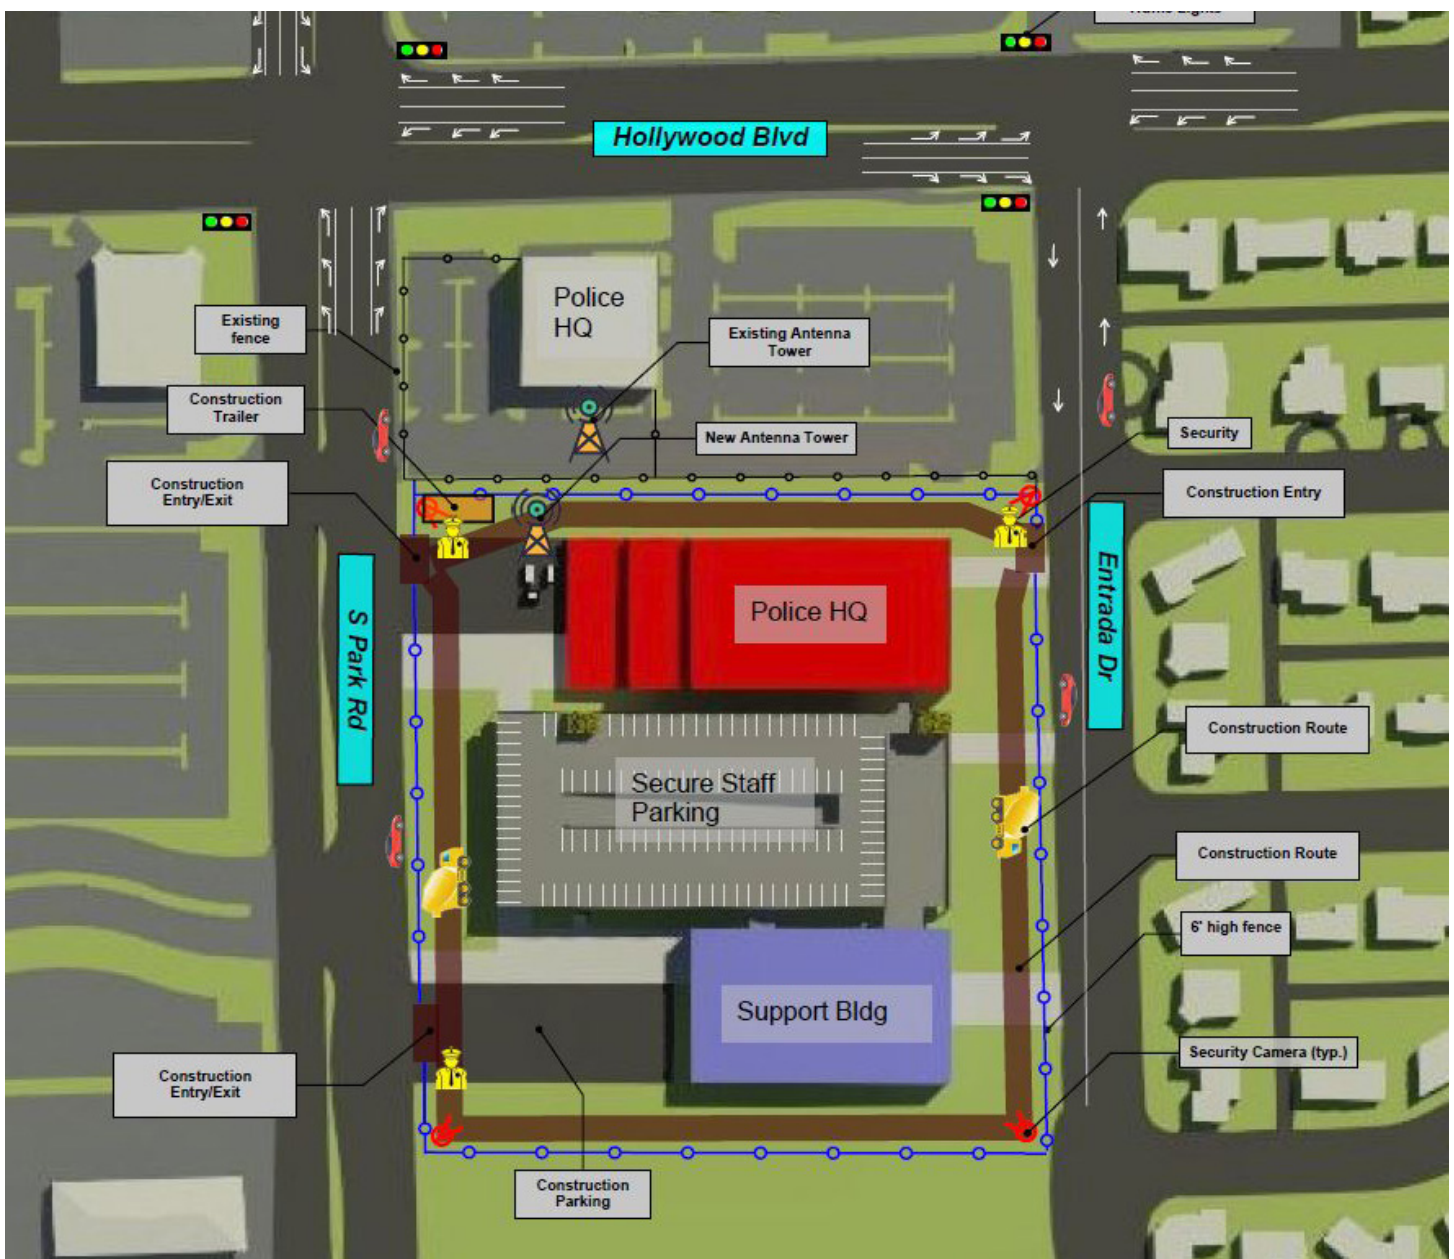 Traffic Lights
Hollywood Blvd
Police
HQ
Existing
fence
Existing Antenna
Tower
Construction
Trailer
New Antenna Tower
Security
Construction
Entry/Exit
Construction Entry
S Park Rd
Police HQ
Entrada Dr
Construction Route
Secure Staff
Parking
Construction Route
6' high fence
Support Bldg
Security Camera (typ.)
Construction
Entry/Exit
Construction
Parking